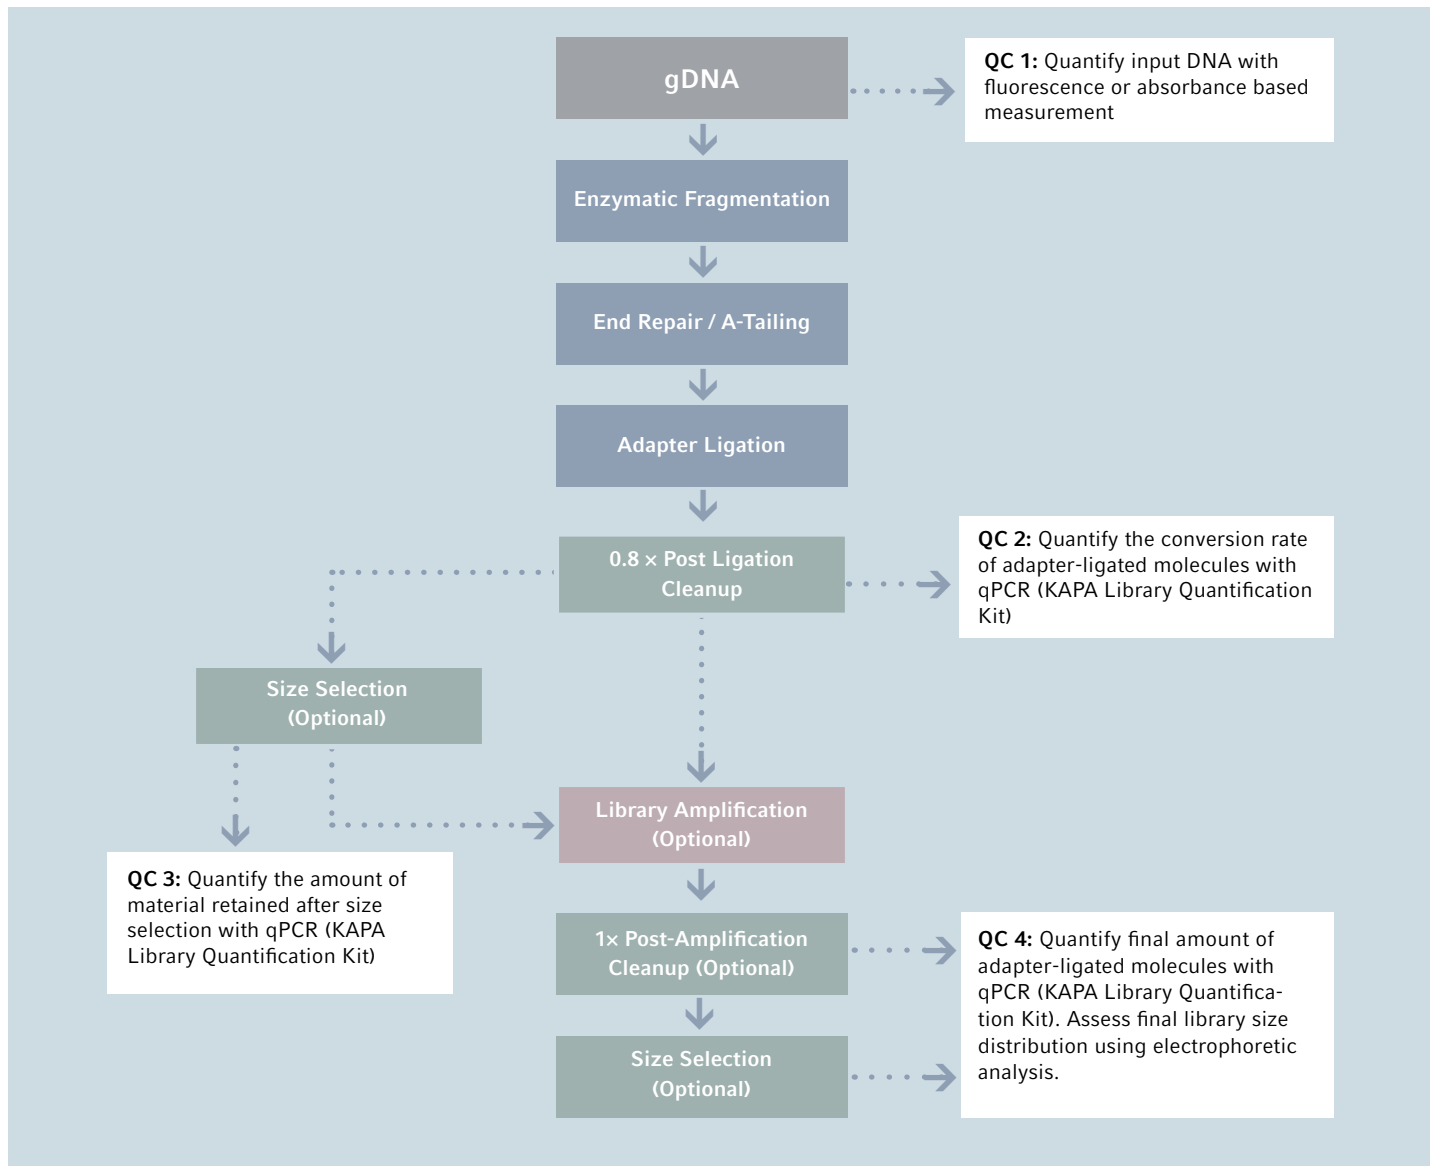 gDNA
QC 1: Quantify input DNA with
fluorescence or absorbance based
measurement
Enzymatic Fragmentation
End Repair / A-Tailing
Adapter Ligation
0.8 × Post Ligation
Cleanup
QC 2: Quantify the conversion rate
of adapter-ligated molecules with
qPCR (KAPA Library Quantification
Kit)
Size Selection
(Optional)
Library Amplification
(Optional)
QC 3: Quantify the amount of
material retained after size
selection with qPCR (KAPA
Library Quantification Kit)
1× Post-Amplification
Cleanup (Optional)
QC 4: Quantify final amount of
adapter-ligated molecules with
qPCR (KAPA Library Quantifica-
tion Kit). Assess final library size
distribution using electrophoretic
analysis.
Size Selection
(Optional)